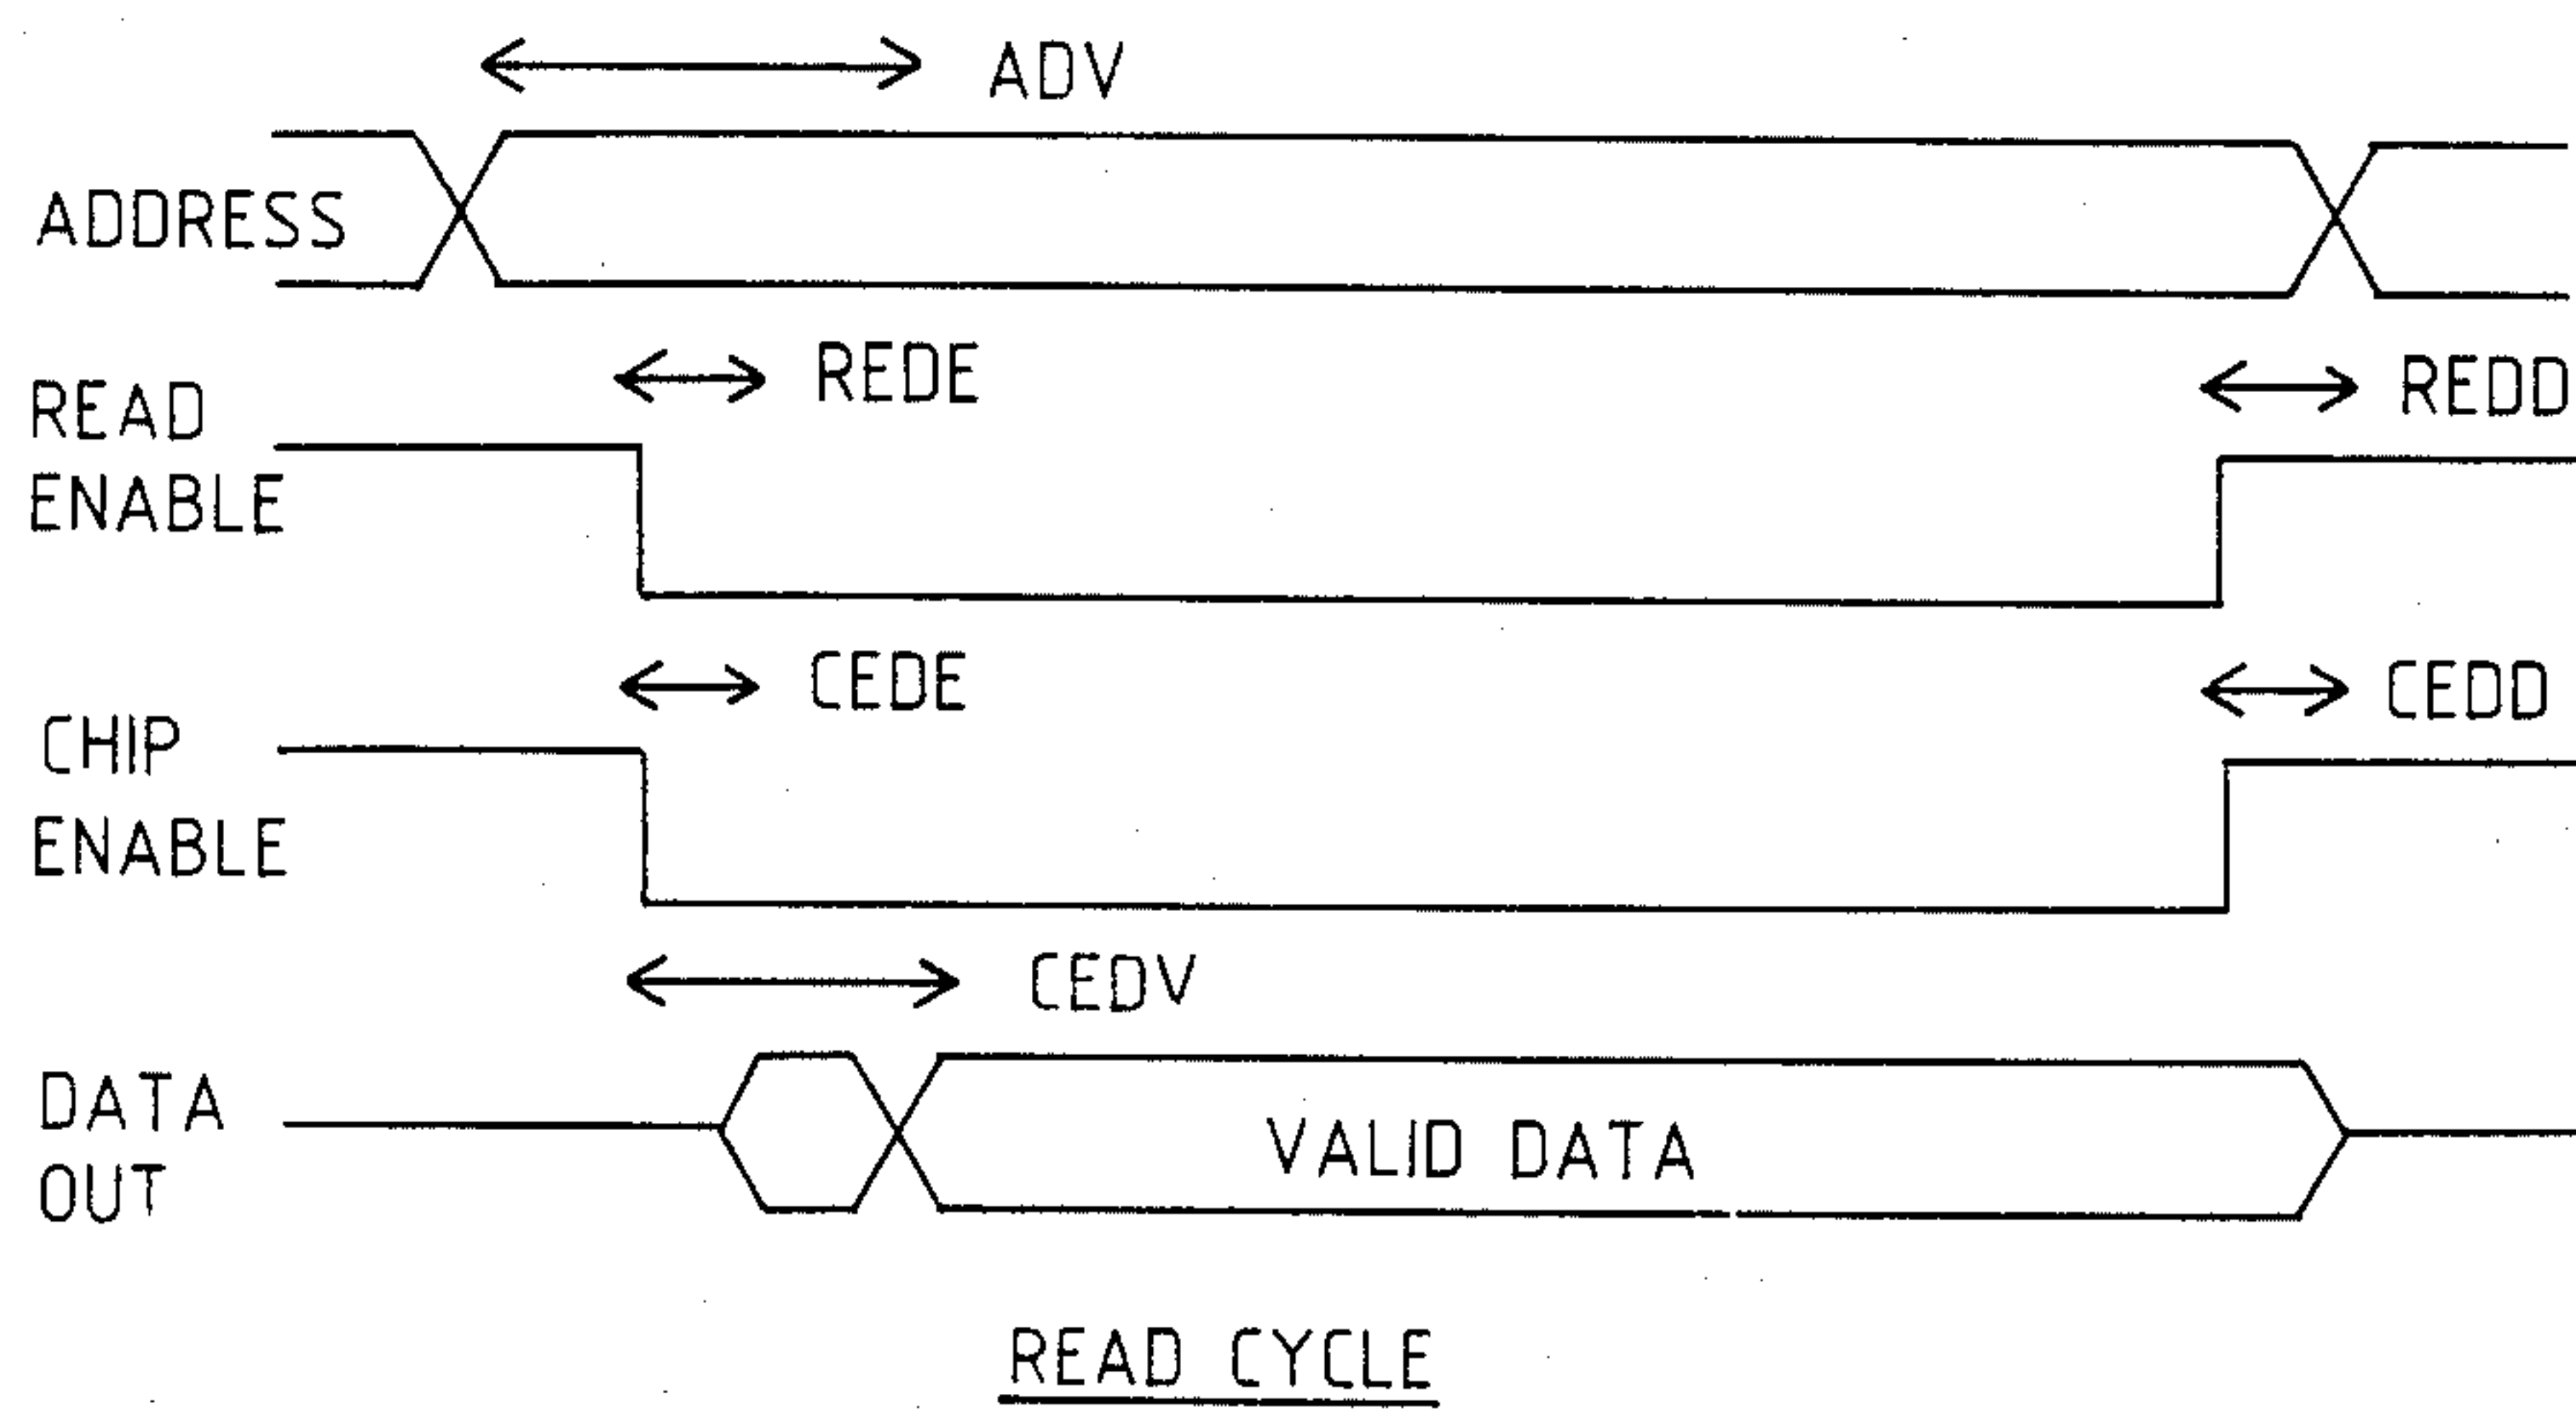 ADV
ADDRESS
REDE
REDD
READ
ENABLE
CEDE
CEDD
CHIP
ENABLE
CEDV
DATA
OUT
VALID DATA
READ CYCLE